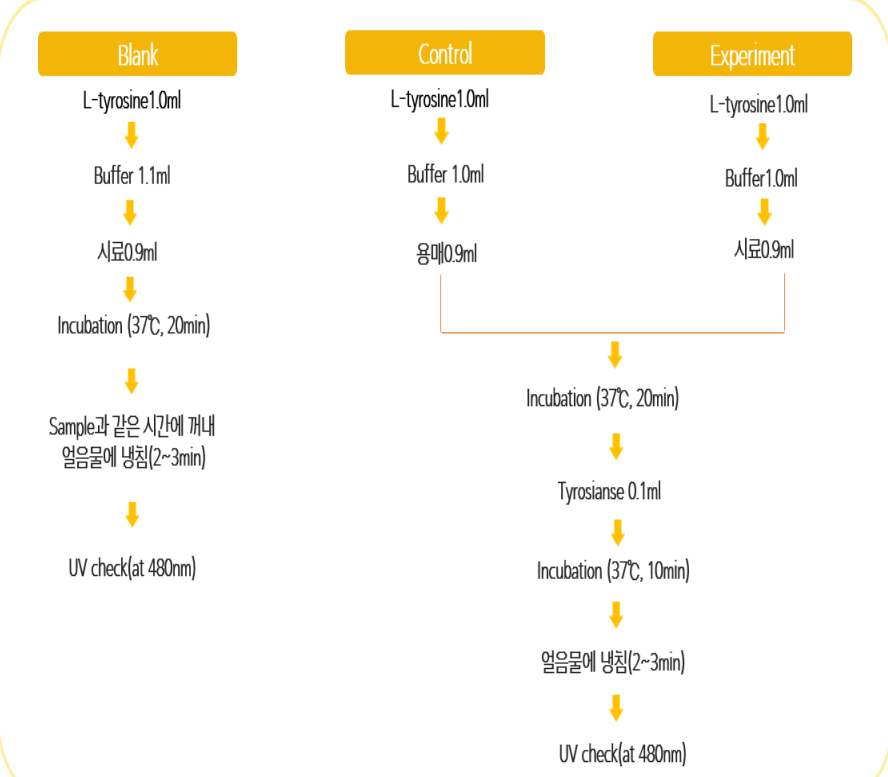 Blank
L-tyrosine1.0ml
Buffer 1.1ml
시료0.9ml
Incubation (37℃, 20min)
Sample과 같은 시간에 꺼내
얼음물에 냉침(2~3min)
UV check(at 480nm)
Control
L-tyrosine1.0ml
Buffer 1.0ml
용매0.9ml
Experiment
L-tyrosine1.0ml
Buffer1.0ml
시료0.9ml
Incubation (37℃, 20min)
Tyrosianse 0.1ml
Incubation (37℃, 10min)
얼음물에 냉침(2~3min)
UV check(at 480nm)